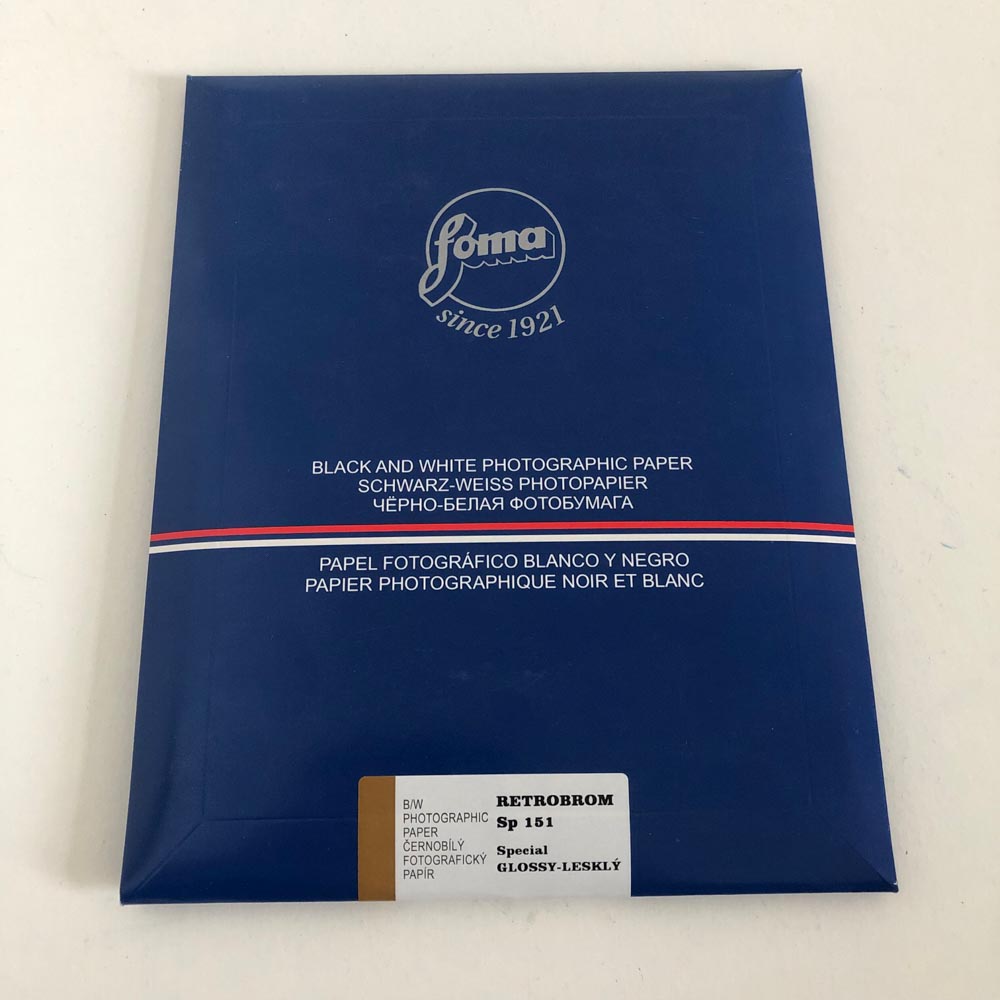 foma
since 1921
BLACK AND WHITE PHOTOGRAPHIC PAPER
SCHWARZ-WEISS PHOTOPAPIER
ЧЁРНО-БЕЛАЯ ФОТОБУМАГА
PAPEL FOTOGRÁFICO BLANCO Y NEGRO
PAPIER PHOTOGRAPHIQUE NOIR ET BLANC
B/W
PHOTOGRAPHIC
PAPER
ČERNOBÍLÝ
FOTOGRAFICKÝ
PAPÍR
RETROBROM
Sp 151
Special
GLOSSY-LESKLÝ